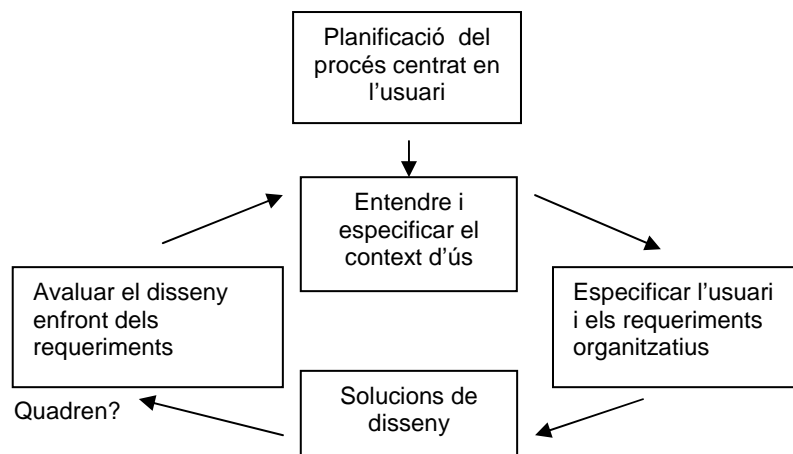 Planificació del
procés centrat en
l'usuari
Entendre i
especificar el
context d'ús
Avaluar el disseny
enfront dels
requeriments
Especificar l'usuari
i els requeriments
organitzatius
Quadren?
Solucions de
disseny